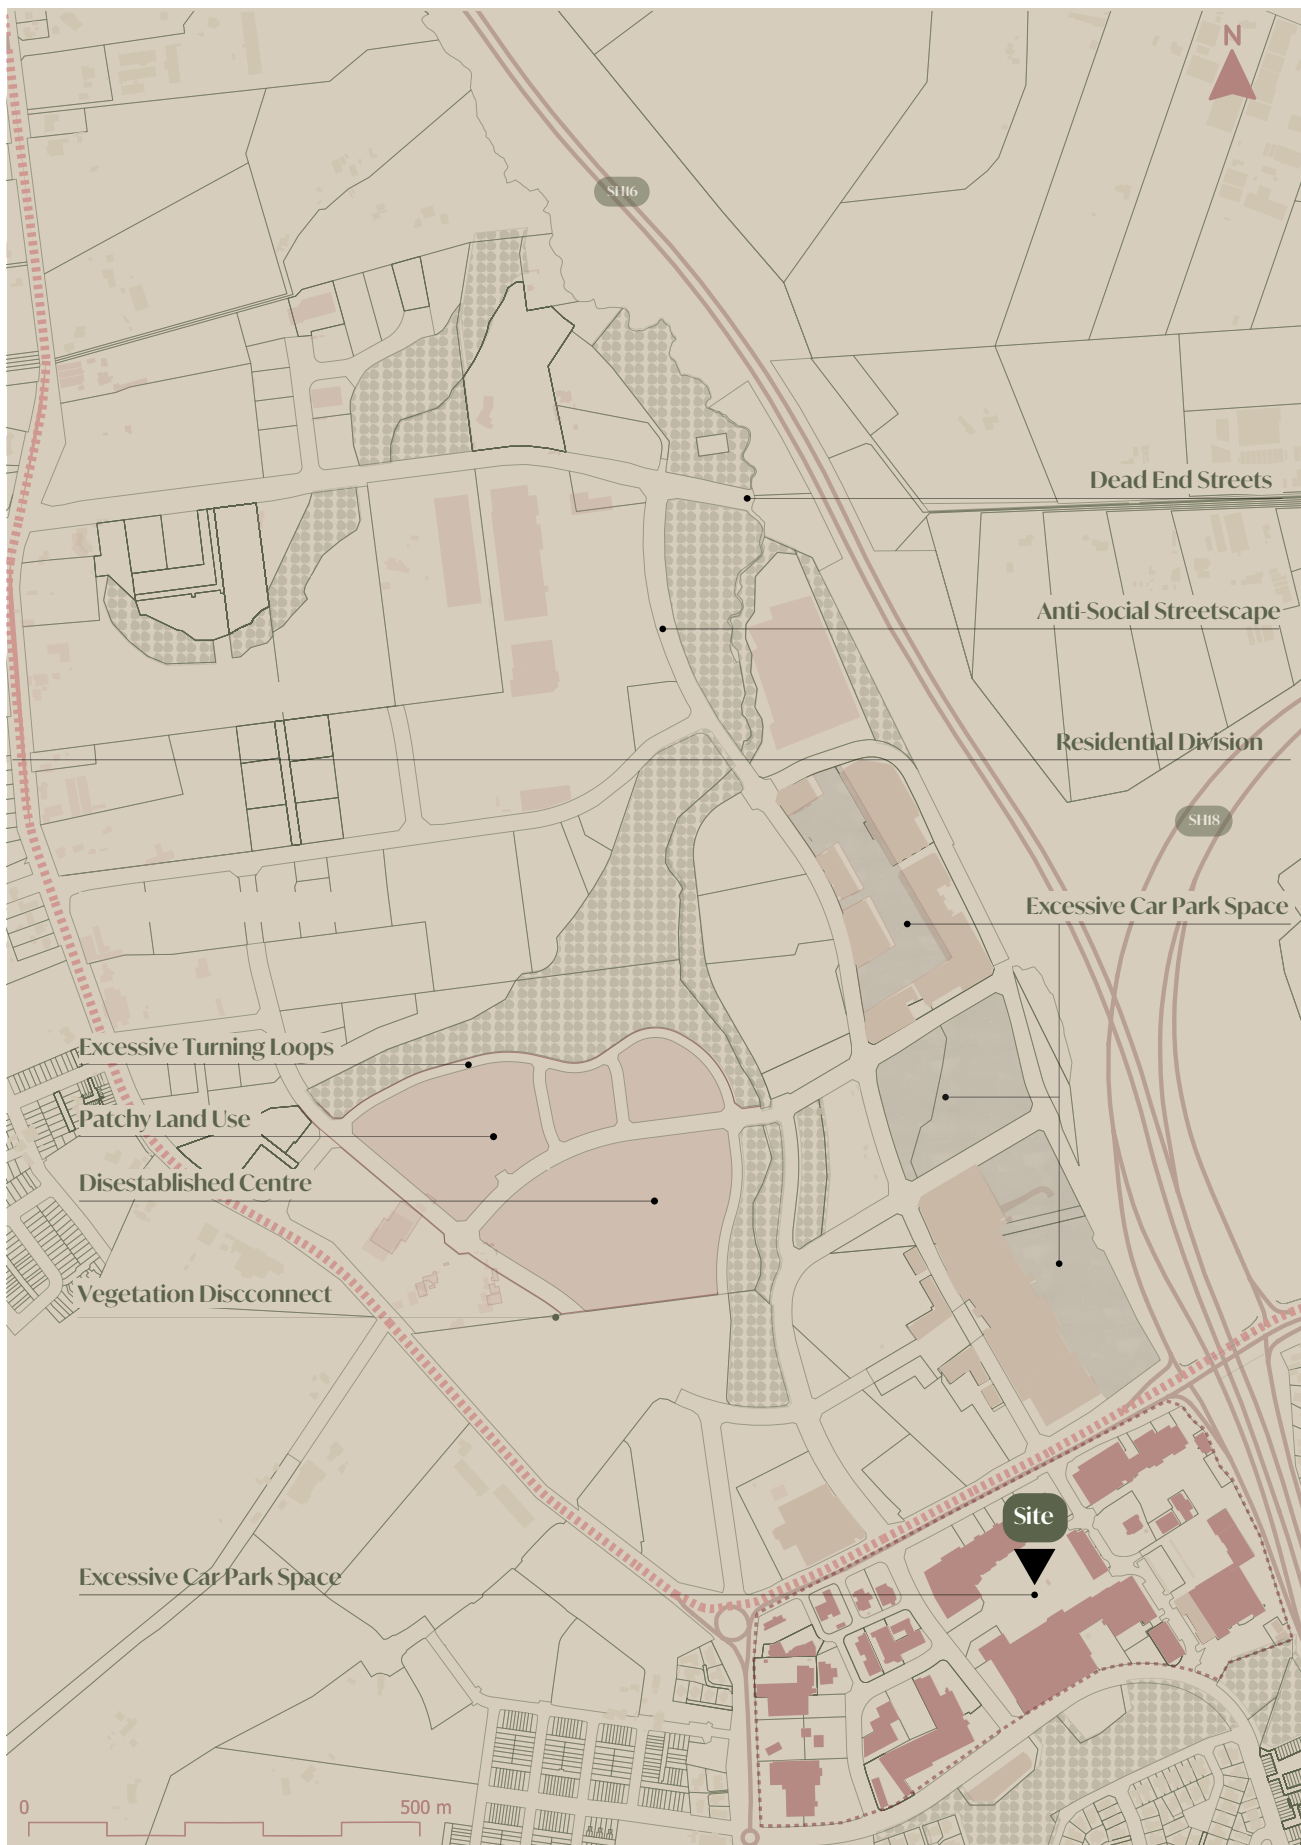 N
SH16
Dead End Streets
Anti-Social Streetscape
Residential Division
SH18
Excessive Car Park Space
Excessive Turning Loops
Patchy Land Use
Disestablished Centre
Vegetation Discconnect
Site
Excessive Car Park Space
0
500 m